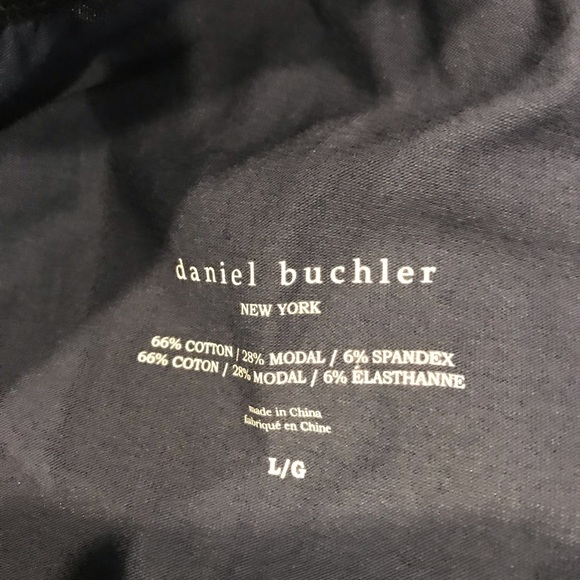 daniel buchler
NEW YORK
66% COTTON / 28% MODAL / 6% SPANDEX
66% COTON / 28% MODAL / 6% ÉLASTHANNE
made in China
fabriqué en Chine
L/G